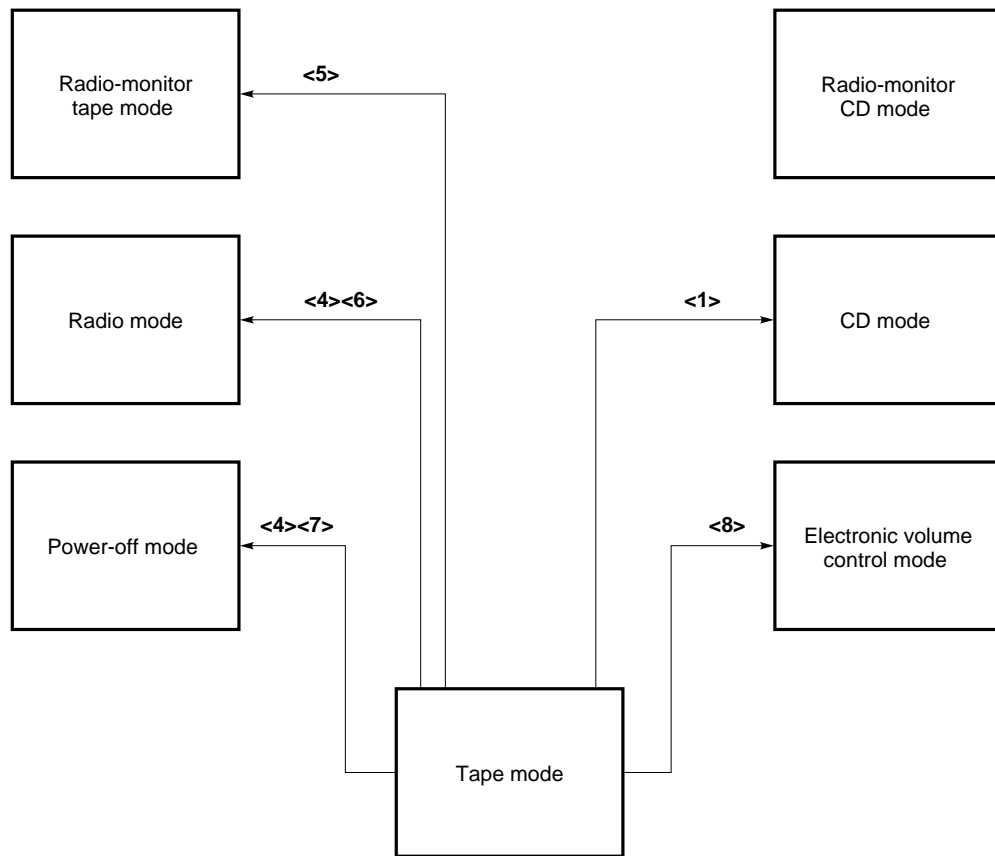 Radio-monitor
tape mode
<5>
Radio-monitor
CD mode
Radio mode
<4><6>
<1>
CD mode
Power-off mode
<4><7>
<8>
Electronic volume
control mode
Tape mode